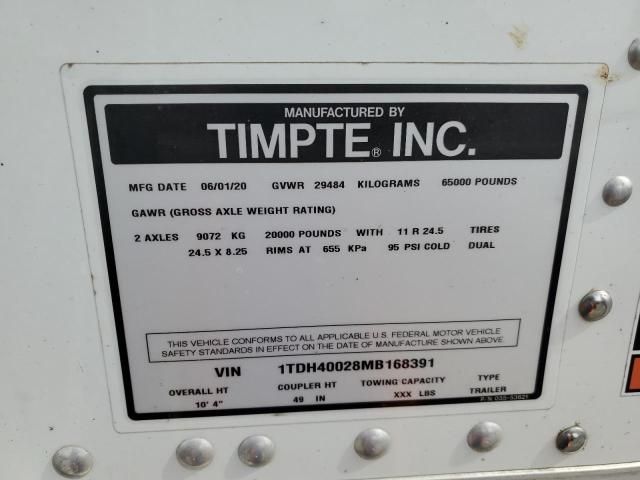 MANUFACTURED BY
TIMPTE® INC.
MFG DATE 06/01/20 GVWR 29484 KILOGRAMS 65000 POUNDS
GAWR (GROSS AXLE WEIGHT RATING)
2 AXLES 9072 KG 20000 POUNDS WITH 11 R 24.5 TIRES
24.5 X 8.25 RIMS AT 655 KPa 95 PSI COLD DUAL
THIS VEHICLE CONFORMS TO ALL APPLICABLE U.S. FEDERAL MOTOR VEHICLE
SAFETY STANDARDS IN EFFECT ON THE DATE OF MANUFACTURE SHOWN ABOVE.
VIN 1TDH40028MB168391
OVERALL HT COUPLER HT TOWING CAPACITY TYPE
10' 4" 49 IN XXX LBS TRAILER
P/N 035-53621